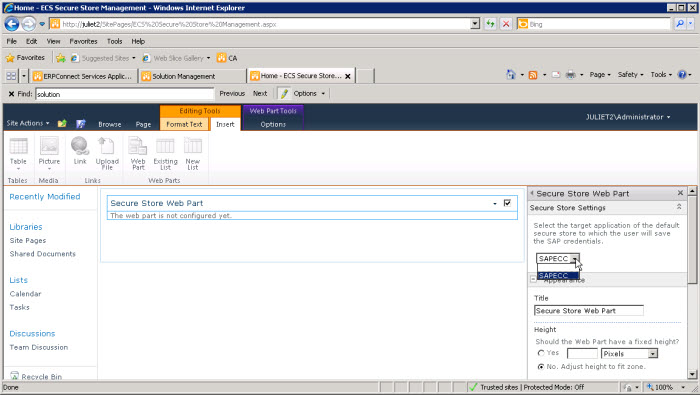 Home - ECS Secure Store Management - Windows Internet Explorer
http://juliet2/SitePages/ECS%20Secure%20Store%20Management.aspx
Bing
File Edit View Favorites Tools Help
Favorites Suggested Sites Web Slice Gallery CA
ERPConnect Services Applic... Solution Management Home - ECS Secure Store... x
Page Safety Tools
x Find: solution Previous Next Options
Editing Tools Web Part Tools
Site Actions Browse Page Format Text Insert Options JULIET2\Administrator
Table Picture Link Upload File Web Part Existing List New List
Tables Media Links Web Parts
Recently Modified
Libraries
Site Pages
Shared Documents
Lists
Calendar
Tasks
Discussions
Team Discussion
Recycle Bin
Secure Store Web Part
The web part is not configured yet.
Secure Store Web Part x
Secure Store Settings
Select the target application of the default
secure store to which the user will save
the SAP credentials.
SAPECC
SAPECC
Appearance
Title
Secure Store Web Part
Height
Should the Web Part have a fixed height?
Yes Pixels
No. Adjust height to fit zone.
Done Trusted sites | Protected Mode: Off 100%